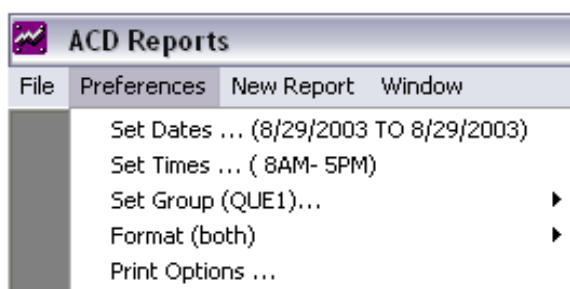 ACD Reports
File Preferences New Report Window
Set Dates ... (8/29/2003 TO 8/29/2003)
Set Times ... ( 8AM- 5PM)
Set Group (QUE1)...
Format (both)
Print Options ...